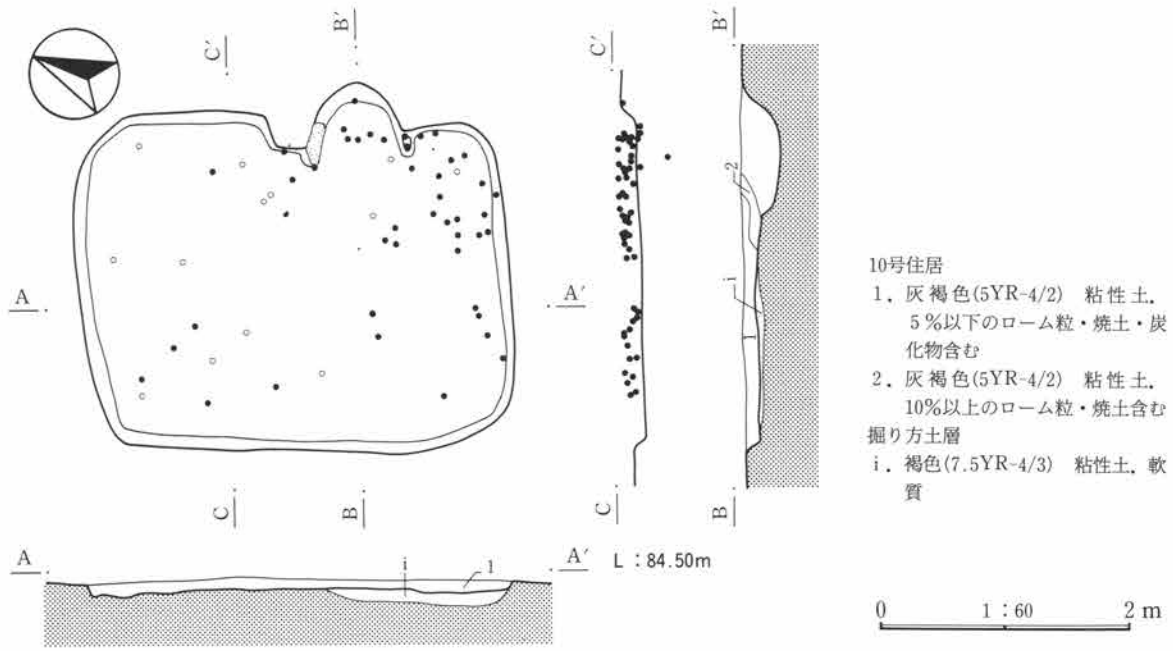 C'
B'
A
A'
C
B
C'
2
i
1
C
B'
B
A
i
1
A'
L：84.50m
10号住居
1．灰褐色(5YR-4/2)　粘性土．
5％以下のローム粒・焼土・炭
化物含む
2．灰褐色(5YR-4/2)　粘性土．
10%以上のローム粒・焼土含む
掘り方土層
i．褐色(7.5YR-4/3)　粘性土．軟
質
0　1：60　2 m